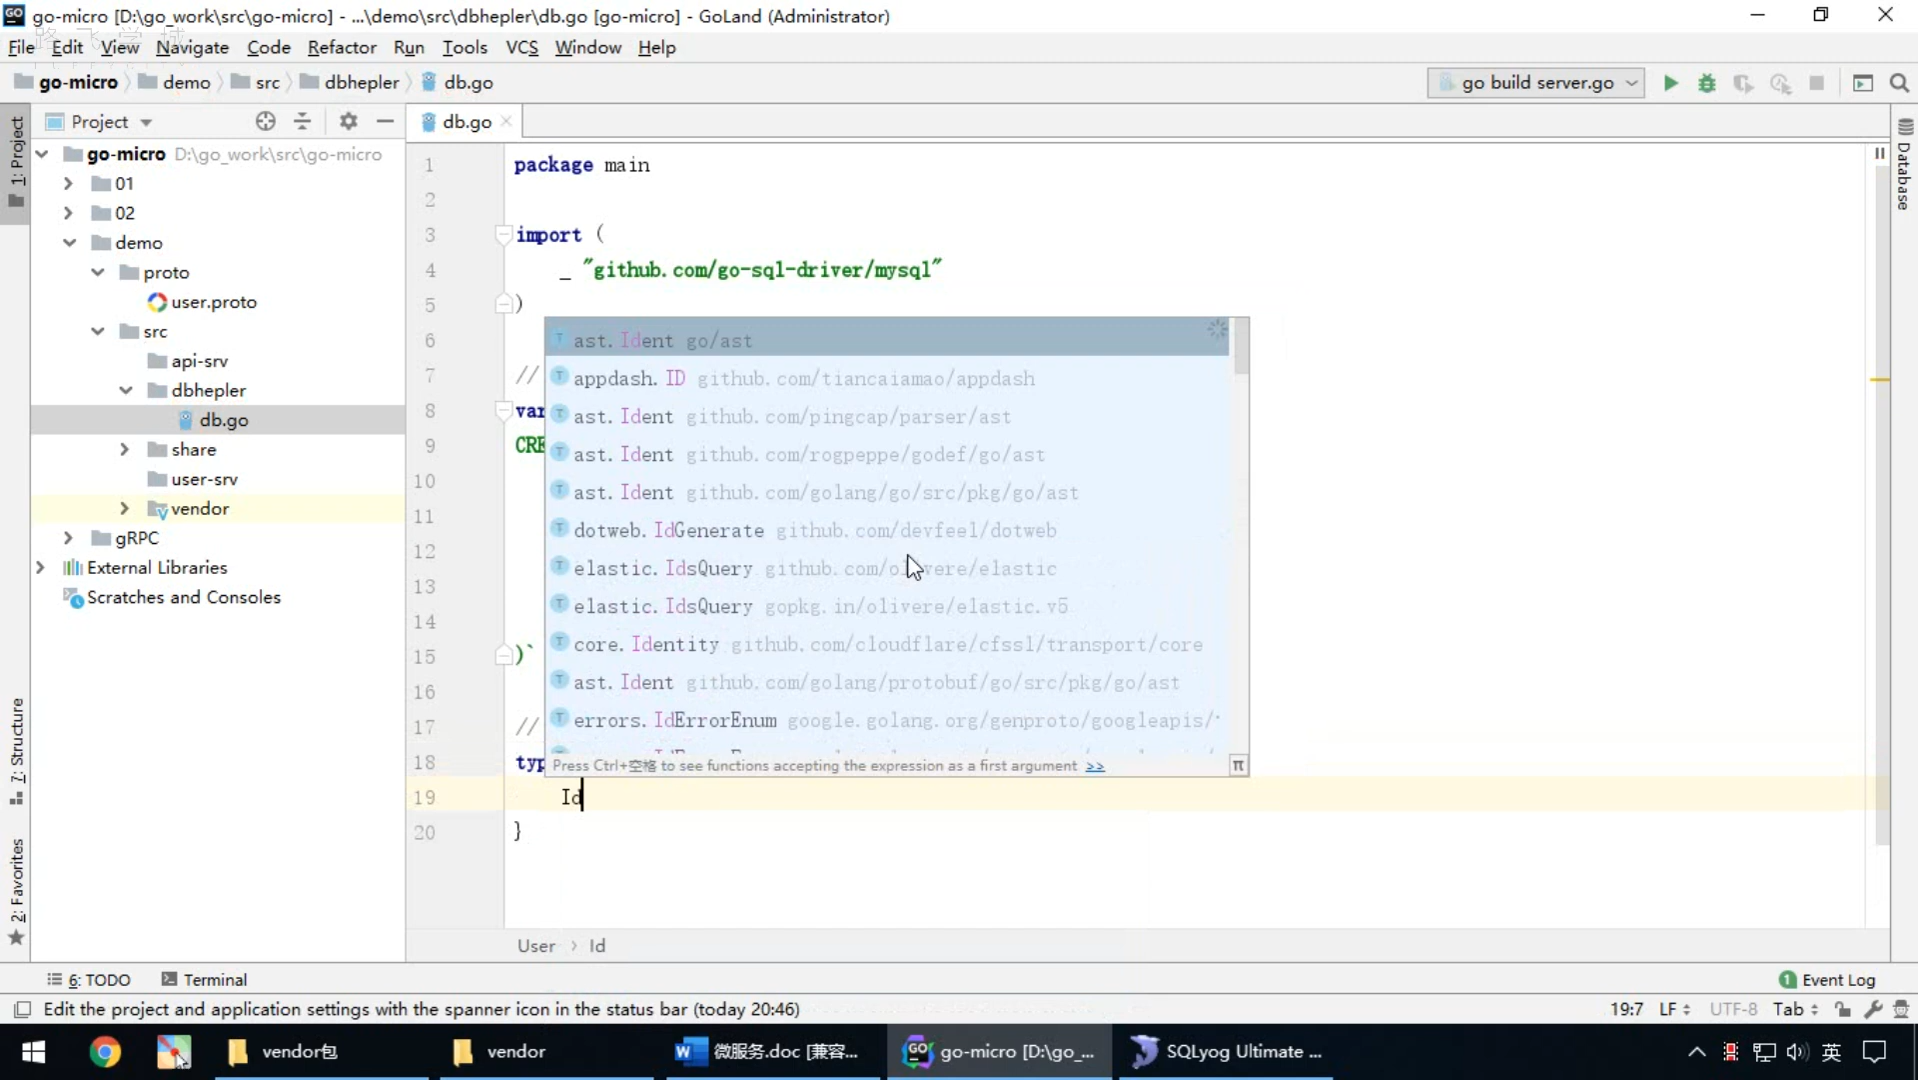 go-micro [D:\go_work\src\go-micro] - ...\demo\src\dbhepler\db.go [go-micro] - GoLand (Administrator)
路飞学城
File Edit View Navigate Code Refactor Run Tools VCS Window Help
go-micro demo src dbhepler db.go
go build server.go
Project
db.go
1: Project
Database
go-micro D:\go_work\src\go-micro
01
02
demo
proto
user.proto
src
api-srv
dbhepler
db.go
share
user-srv
vendor
gRPC
External Libraries
Scratches and Consoles
7: Structure
2: Favorites
1 package main
2
3 import (
4 _ "github.com/go-sql-driver/mysql"
5 )
6
7 //
8 var
9 CRE
10
11
12
13
14
15 )`
16
17 //
18 typ
19 Id
20 }
ast.Ident go/ast
appdash.ID github.com/tiancaiamao/appdash
ast.Ident github.com/pingcap/parser/ast
ast.Ident github.com/rogpeppe/godef/go/ast
ast.Ident github.com/golang/go/src/pkg/go/ast
dotweb.IdGenerate github.com/devfeel/dotweb
elastic.IdsQuery github.com/olivere/elastic
elastic.IdsQuery gopkg.in/olivere/elastic.v5
core.Identity github.com/cloudflare/cfssl/transport/core
ast.Ident github.com/golang/protobuf/go/src/pkg/go/ast
errors.IdErrorEnum google.golang.org/genproto/googleapis/
Press Ctrl+空格 to see functions accepting the expression as a first argument >>
π
User › Id
6: TODO Terminal
1 Event Log
Edit the project and application settings with the spanner icon in the status bar (today 20:46)
19:7 LF UTF-8 Tab
vendor包
vendor
微服务.doc [兼容...
go-micro [D:\go_...
SQLyog Ultimate ...
英